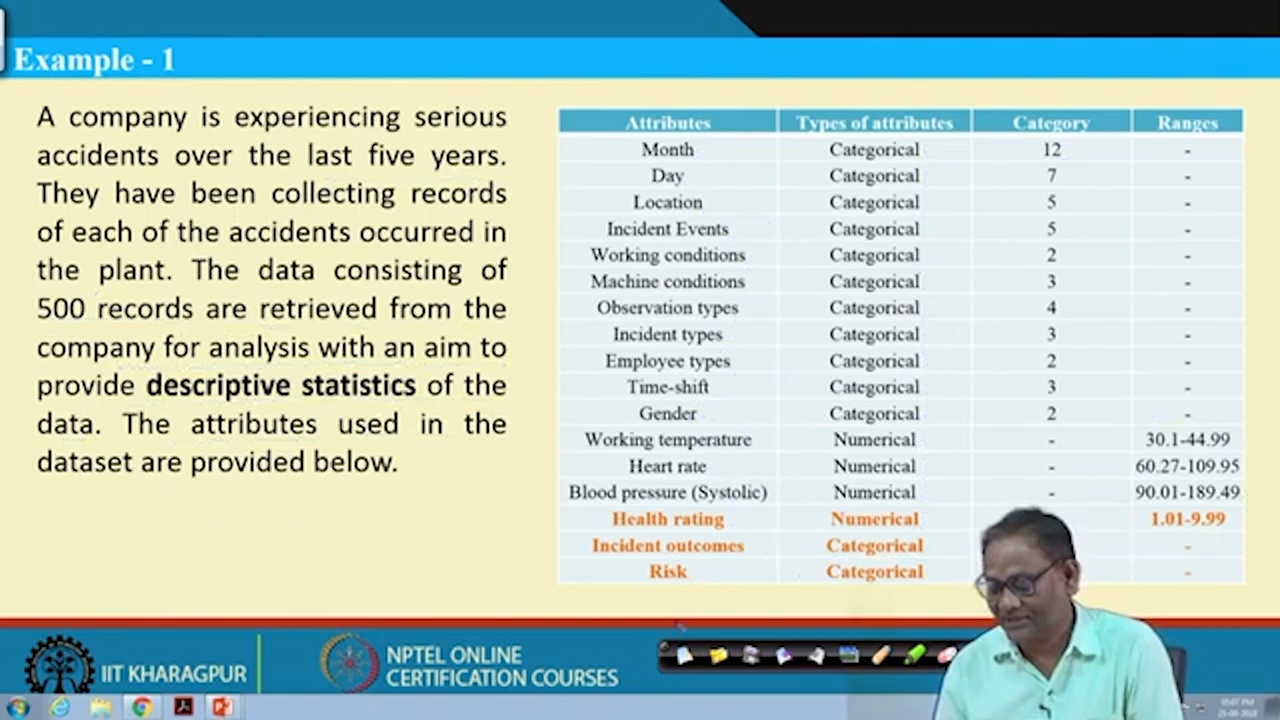 Example - 1
A company is experiencing serious
accidents over the last five years.
They have been collecting records
of each of the accidents occurred in
the plant. The data consisting of
500 records are retrieved from the
company for analysis with an aim to
provide descriptive statistics of the
data. The attributes used in the
dataset are provided below.
Attributes Types of attributes Category Ranges
Month Categorical 12 -
Day Categorical 7 -
Location Categorical 5 -
Incident Events Categorical 5 -
Working conditions Categorical 2 -
Machine conditions Categorical 3 -
Observation types Categorical 4 -
Incident types Categorical 3 -
Employee types Categorical 2 -
Time-shift Categorical 3 -
Gender Categorical 2 -
Working temperature Numerical - 30.1-44.99
Heart rate Numerical - 60.27-109.95
Blood pressure (Systolic) Numerical - 90.01-189.49
Health rating Numerical 1.01-9.99
Incident outcomes Categorical -
Risk Categorical -
IIT KHARAGPUR
NPTEL ONLINE
CERTIFICATION COURSES